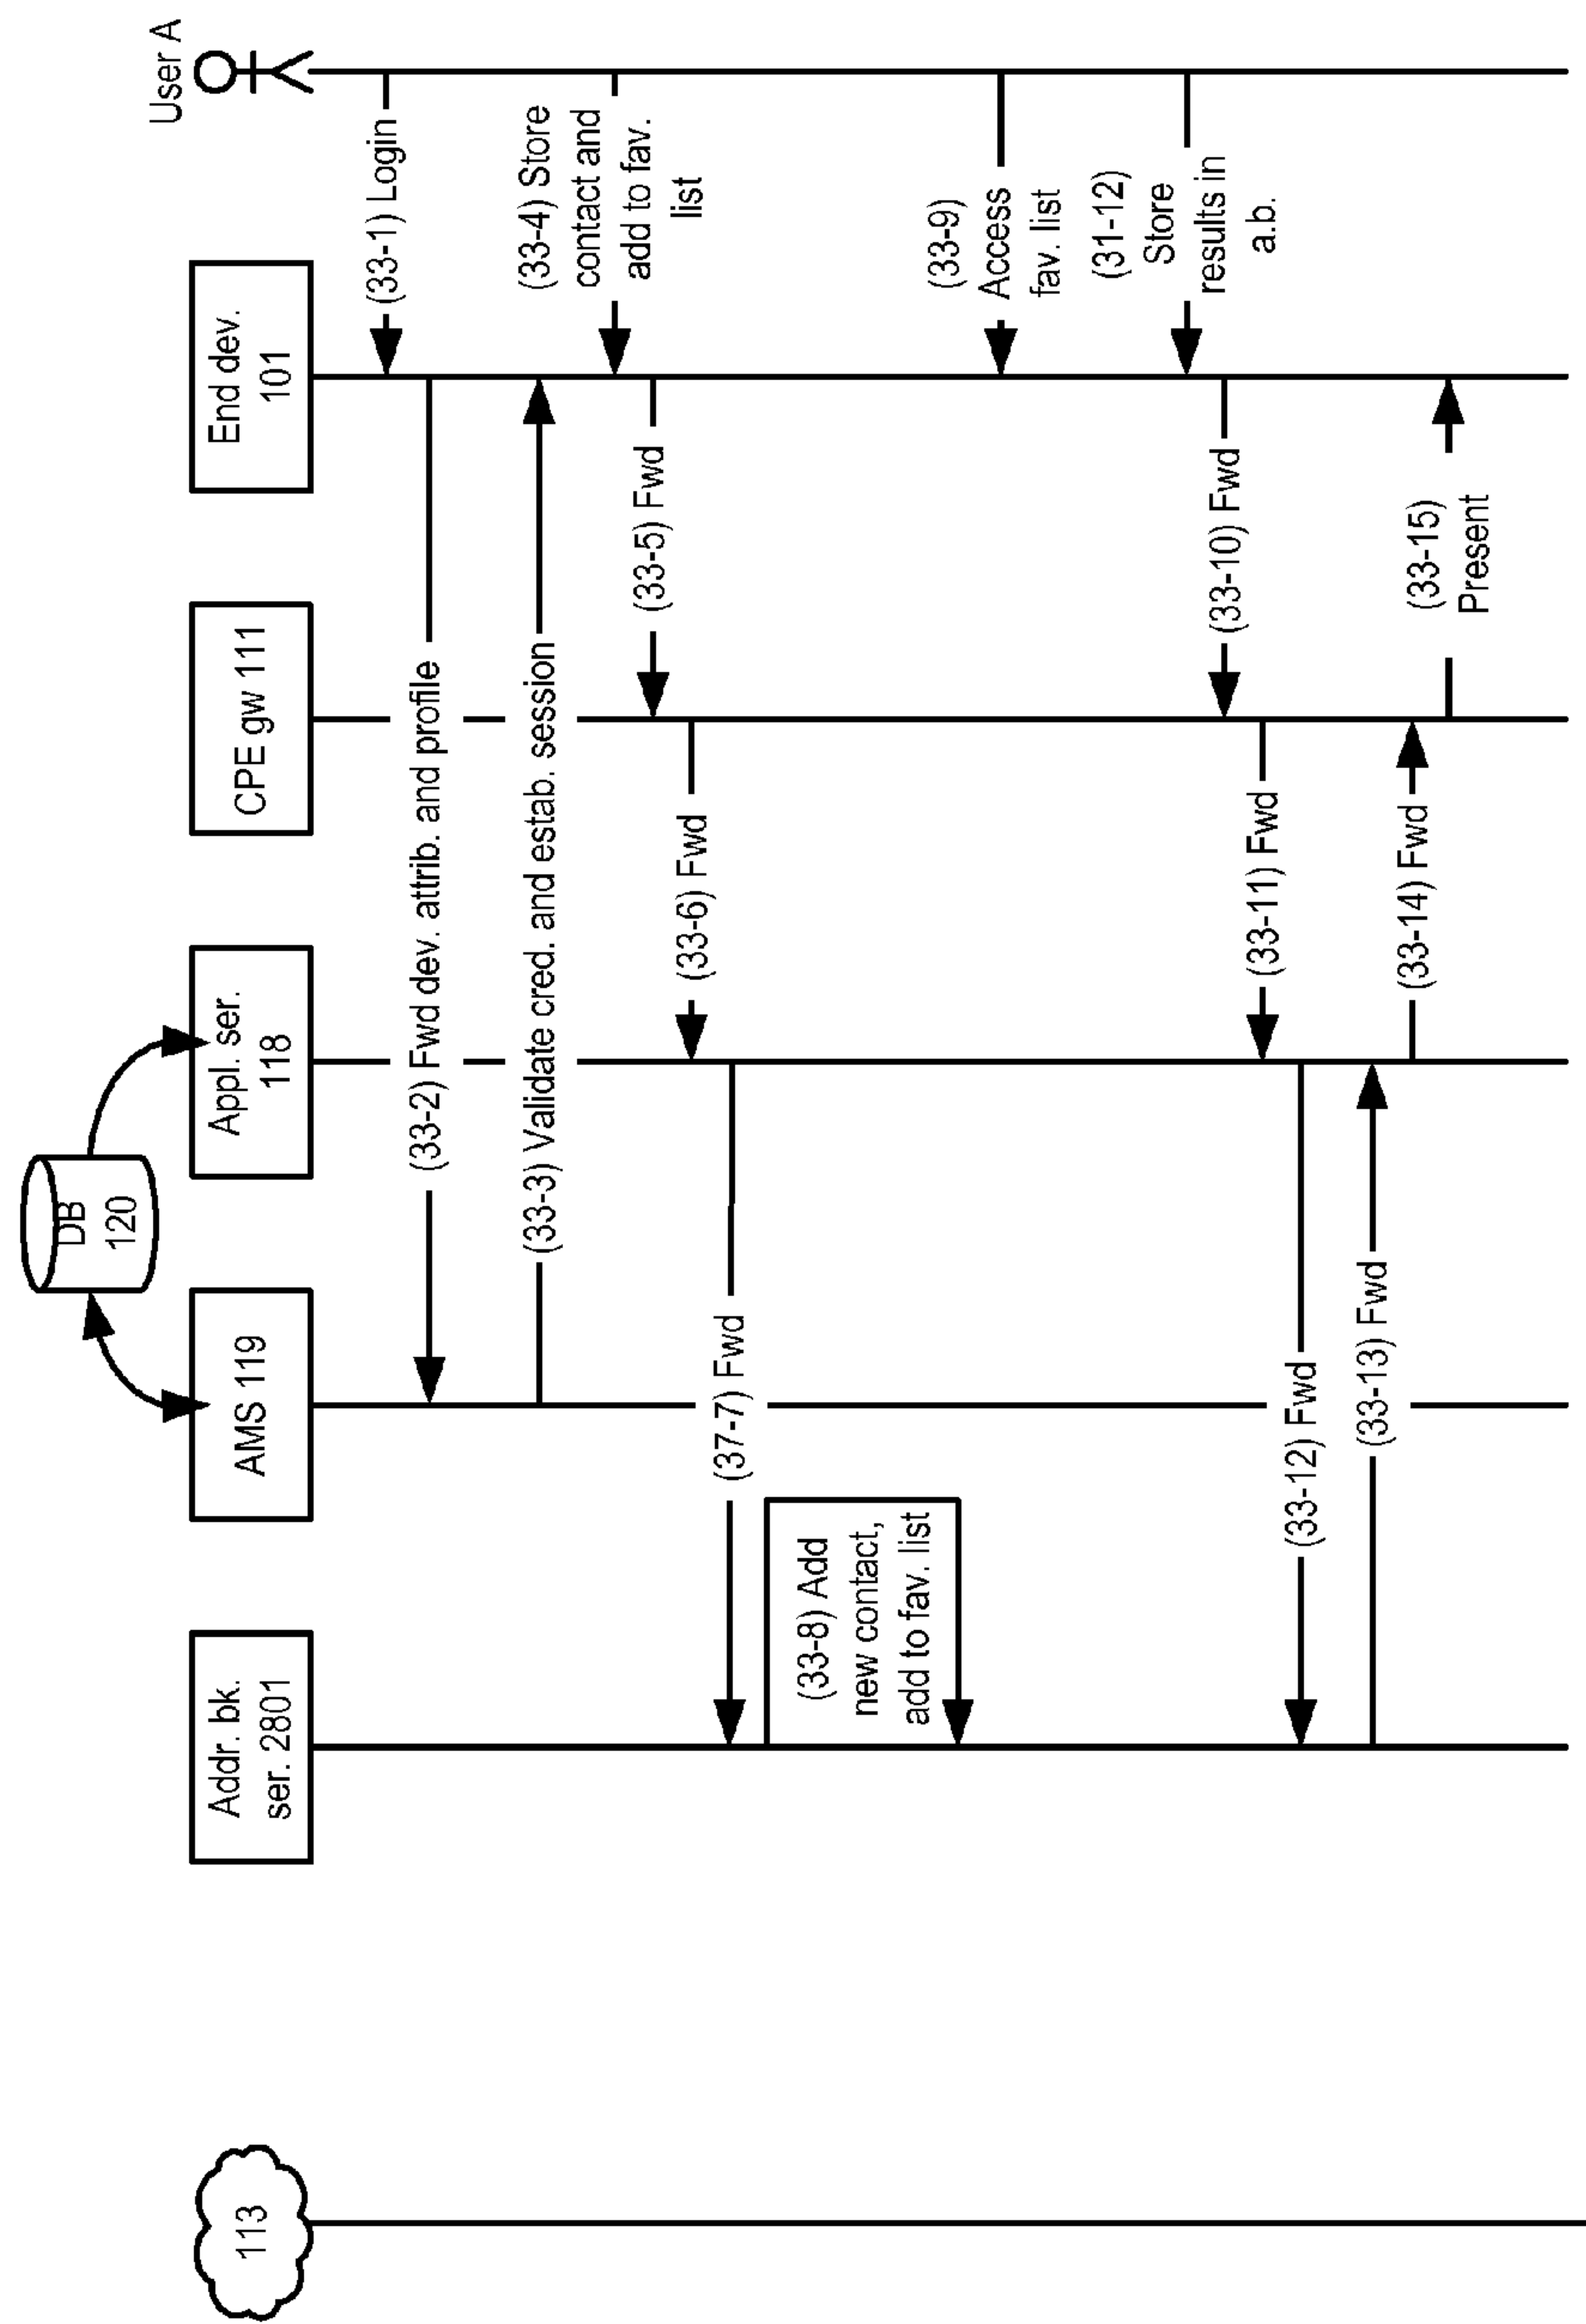 DB
120
User A
113
Addr. bk.
ser. 2801
AMS 119
Appl. ser.
118
CPE gw 111
End dev.
101
(33-1) Login
(33-2) Fwd dev. attrib. and profile
(33-3) Validate cred. and estab. session
(33-4) Store
contact and
add to fav.
list
(33-5) Fwd
(33-6) Fwd
(37-7) Fwd
(33-8) Add
new contact,
add to fav. list
(33-9)
Access
fav. list
(31-12)
Store
results in
a.b.
(33-10) Fwd
(33-11) Fwd
(33-12) Fwd
(33-13) Fwd
(33-14) Fwd
(33-15)
Present